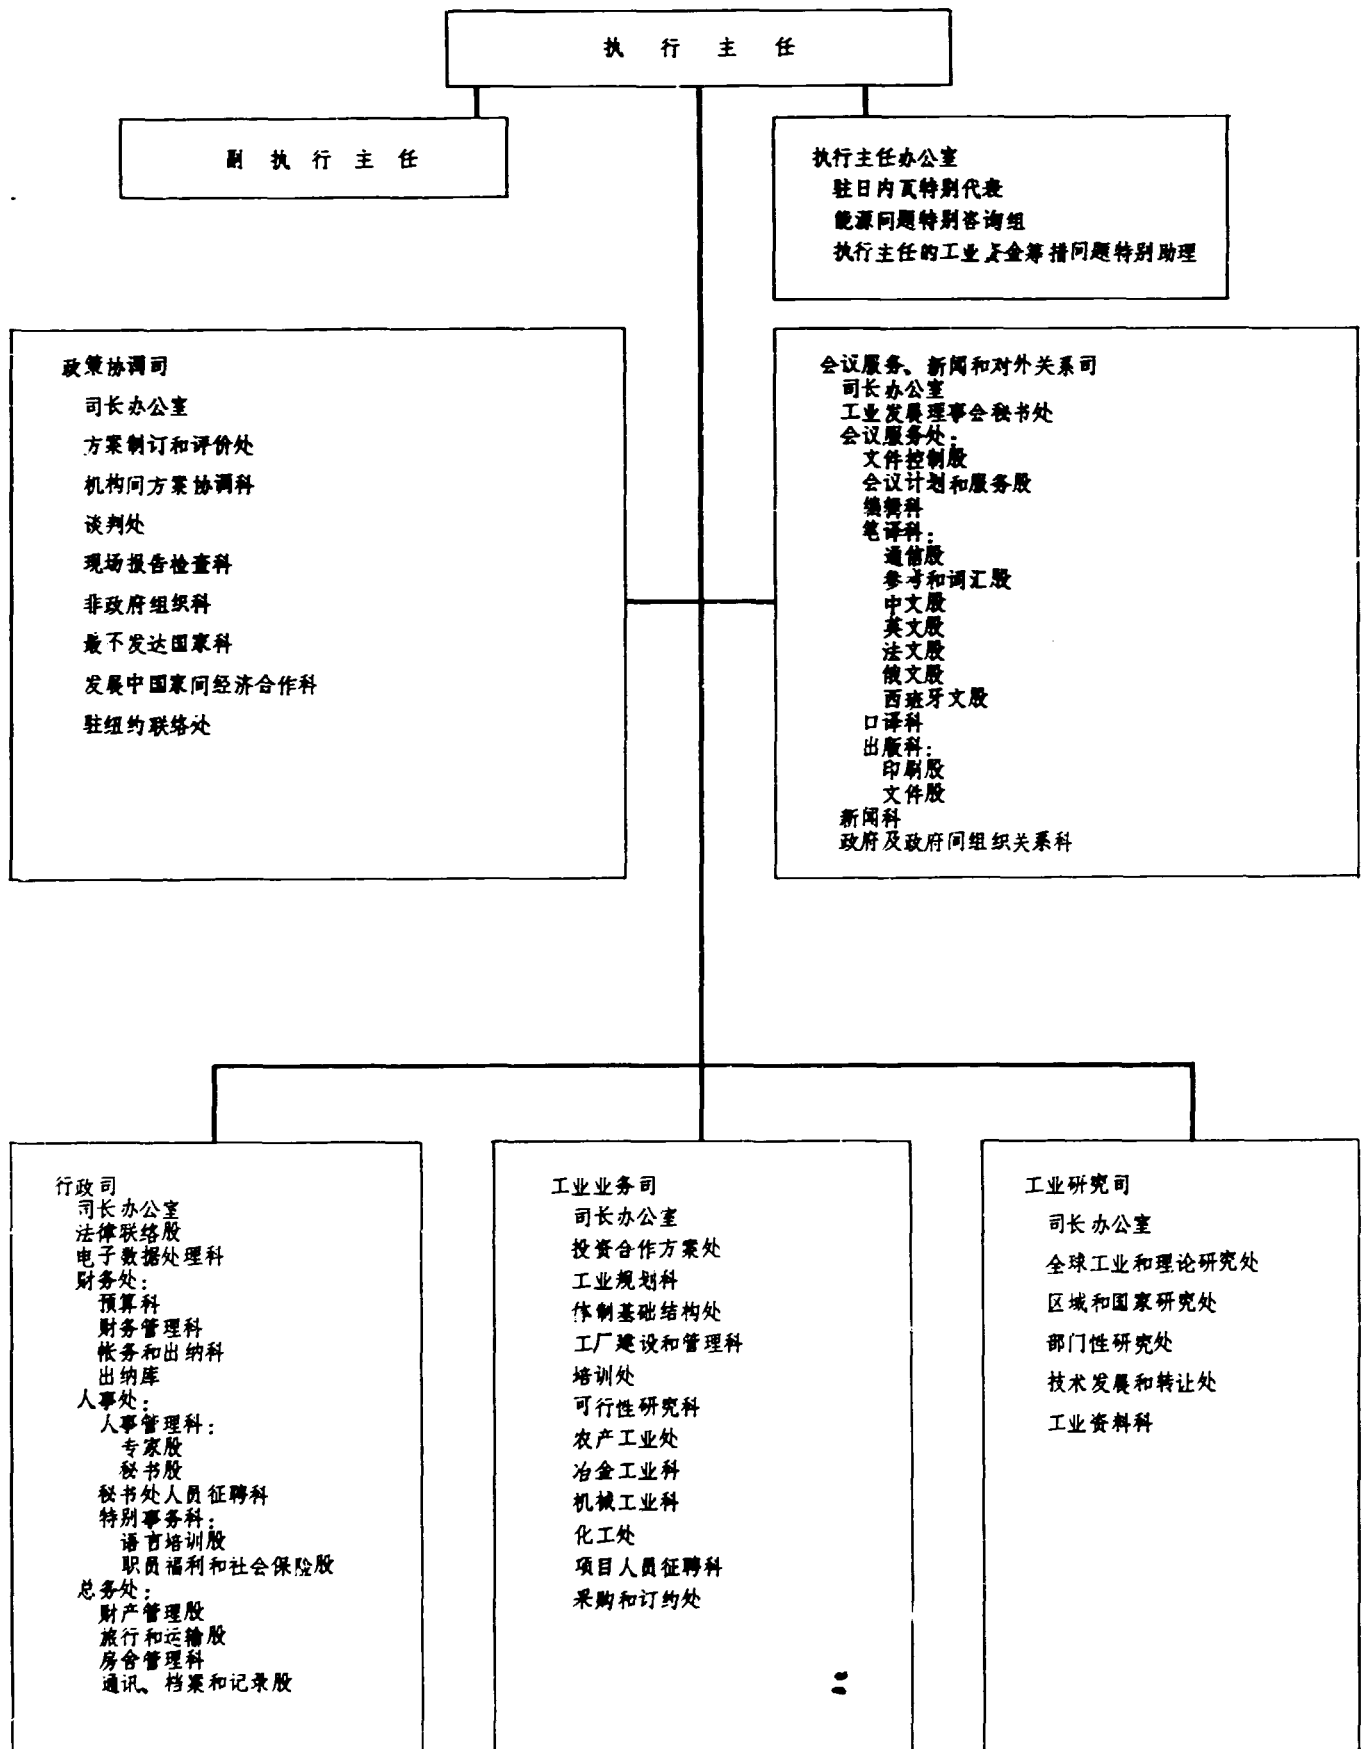 执行主任
副执行主任
执行主任办公室
驻日内瓦特别代表
能源问题特别咨询组
执行主任的工业资金筹措问题特别助理
政策协调司
司长办公室
方案制订和评价处
机构间方案协调科
谈判处
现场报告检查科
非政府组织科
最不发达国家科
发展中国家间经济合作科
驻纽约联络处
会议服务、新闻和对外关系司
司长办公室
工业发展理事会秘书处
会议服务处:
文件控制股
会议计划和服务股
编辑科
笔译科:
通信股
参考和词汇股
中文股
英文股
法文股
俄文股
西班牙文股
口译科
出版科:
印刷股
文件股
新闻科
政府及政府间组织关系科
行政司
司长办公室
法律联络股
电子数据处理科
财务处:
预算科
财务管理科
帐务和出纳科
出纳库
人事处:
人事管理科:
专家股
秘书股
秘书处人员征聘科
特别事务科:
语言培训股
职员福利和社会保险股
总务处:
财产管理股
旅行和运输股
房舍管理科
通讯、档案和记录股
工业业务司
司长办公室
投资合作方案处
工业规划科
体制基础结构处
工厂建设和管理科
培训处
可行性研究科
农产工业处
冶金工业科
机械工业科
化工处
项目人员征聘科
采购和订约处
工业研究司
司长办公室
全球工业和理论研究处
区域和国家研究处
部门性研究处
技术发展和转让处
工业资料科